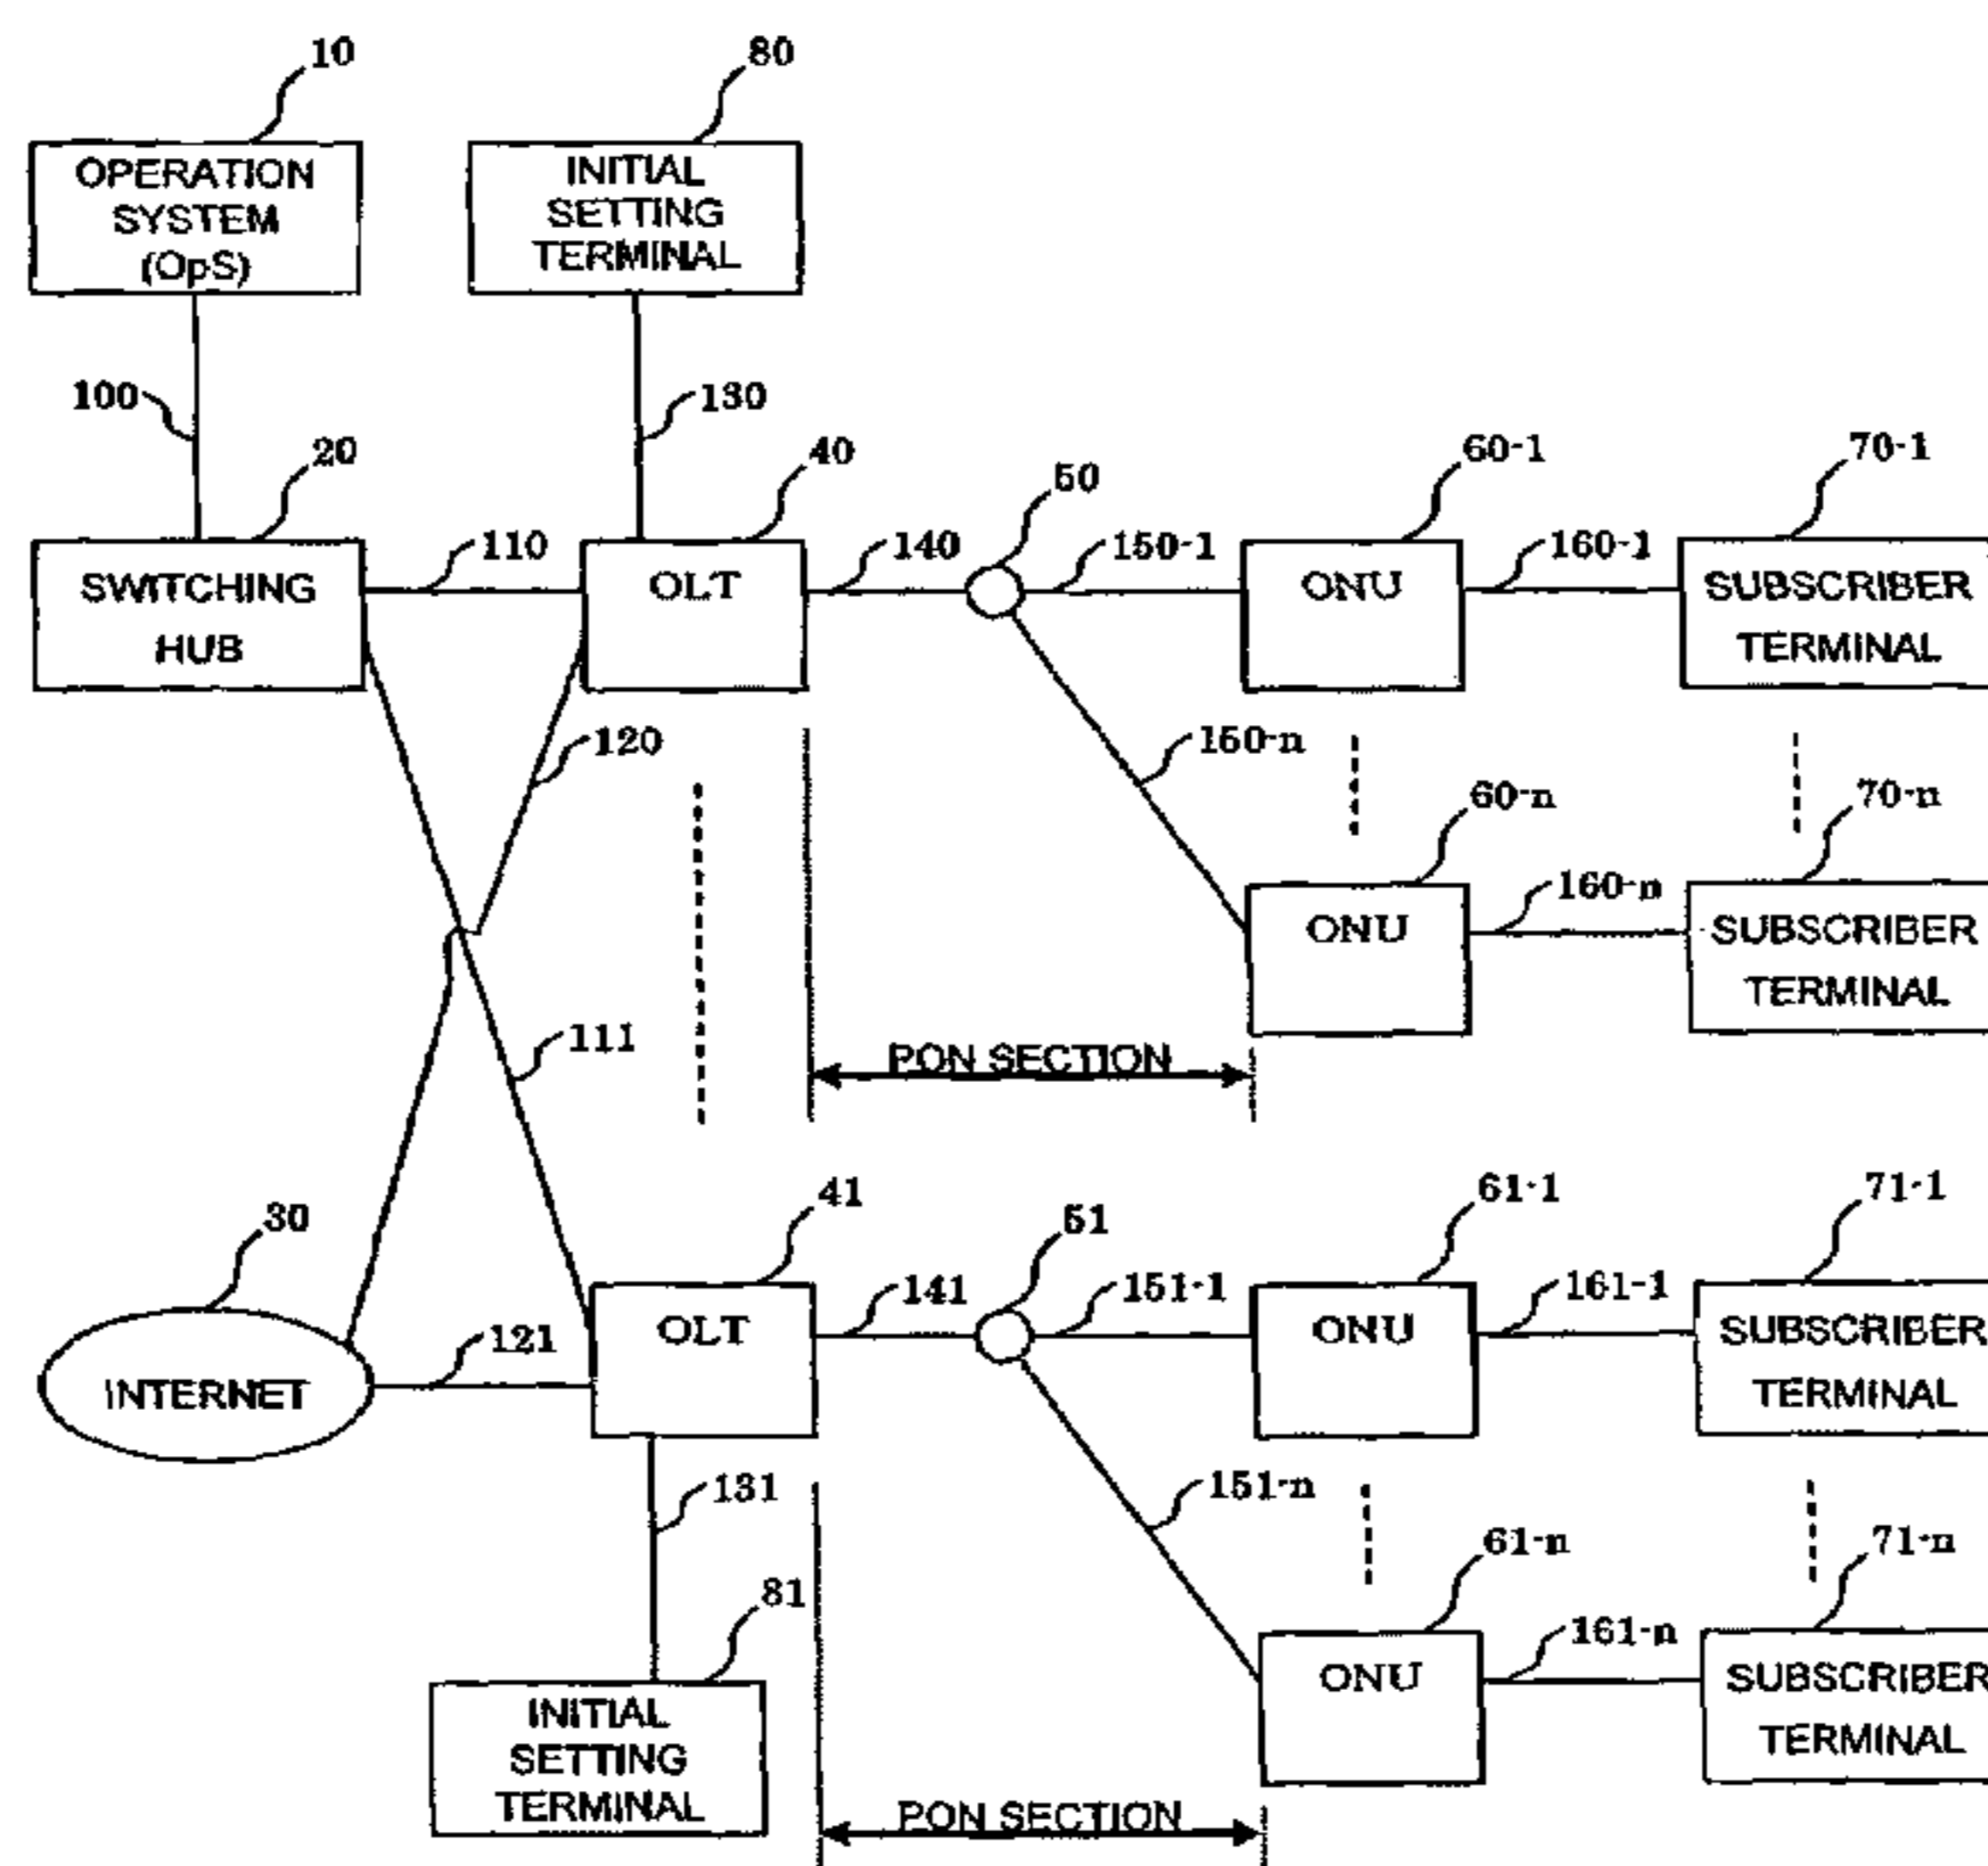 10
80
OPERATION
SYSTEM
(OpS)
INITIAL
SETTING
TERMINAL
100
130
20
40
50
60-1
70-1
110
140
150-1
160-1
SWITCHING
HUB
OLT
ONU
SUBSCRIBER
TERMINAL
120
150-n
60-n
70-n
160-n
ONU
SUBSCRIBER
TERMINAL
111
PON SECTION
30
41
51
61-1
71-1
121
141
151-1
161-1
INTERNET
OLT
ONU
SUBSCRIBER
TERMINAL
131
151-n
61-n
71-n
81
161-n
INITIAL
SETTING
TERMINAL
ONU
SUBSCRIBER
TERMINAL
PON SECTION